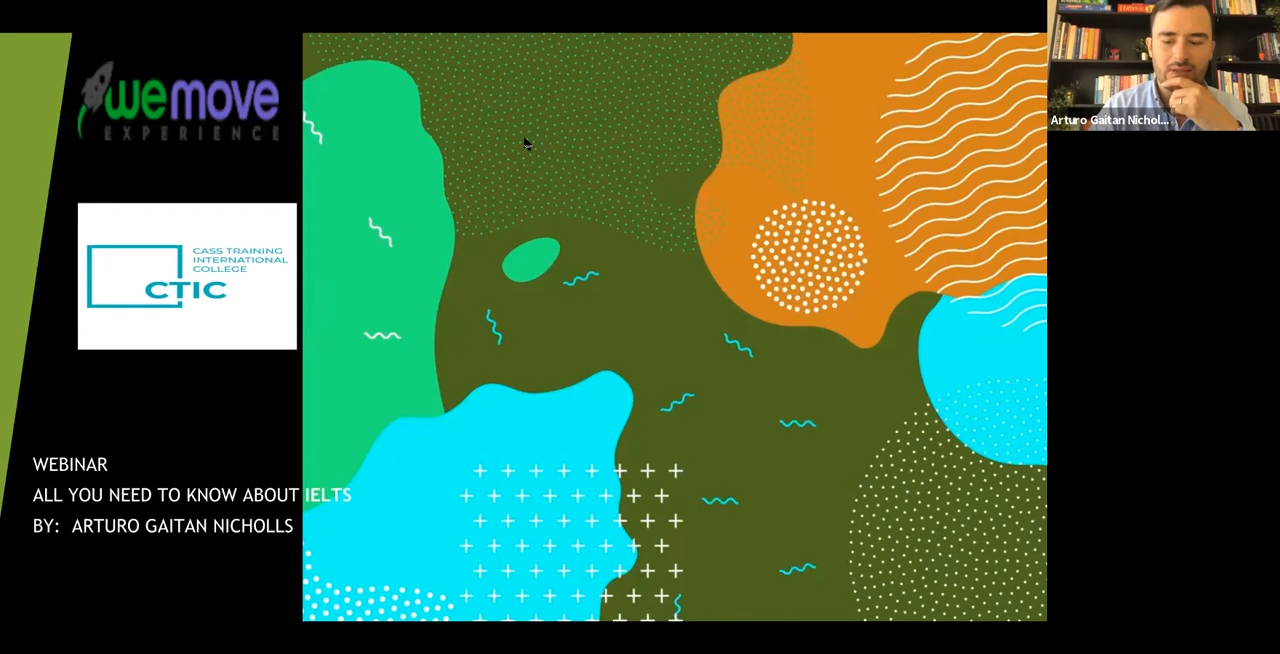 wemove
EXPERIENCE
CASS TRAINING
INTERNATIONAL
COLLEGE
CTIC
WEBINAR
ALL YOU NEED TO KNOW ABOUT IELTS
BY: ARTURO GAITAN NICHOLLS
Arturo Gaitan Nichol...